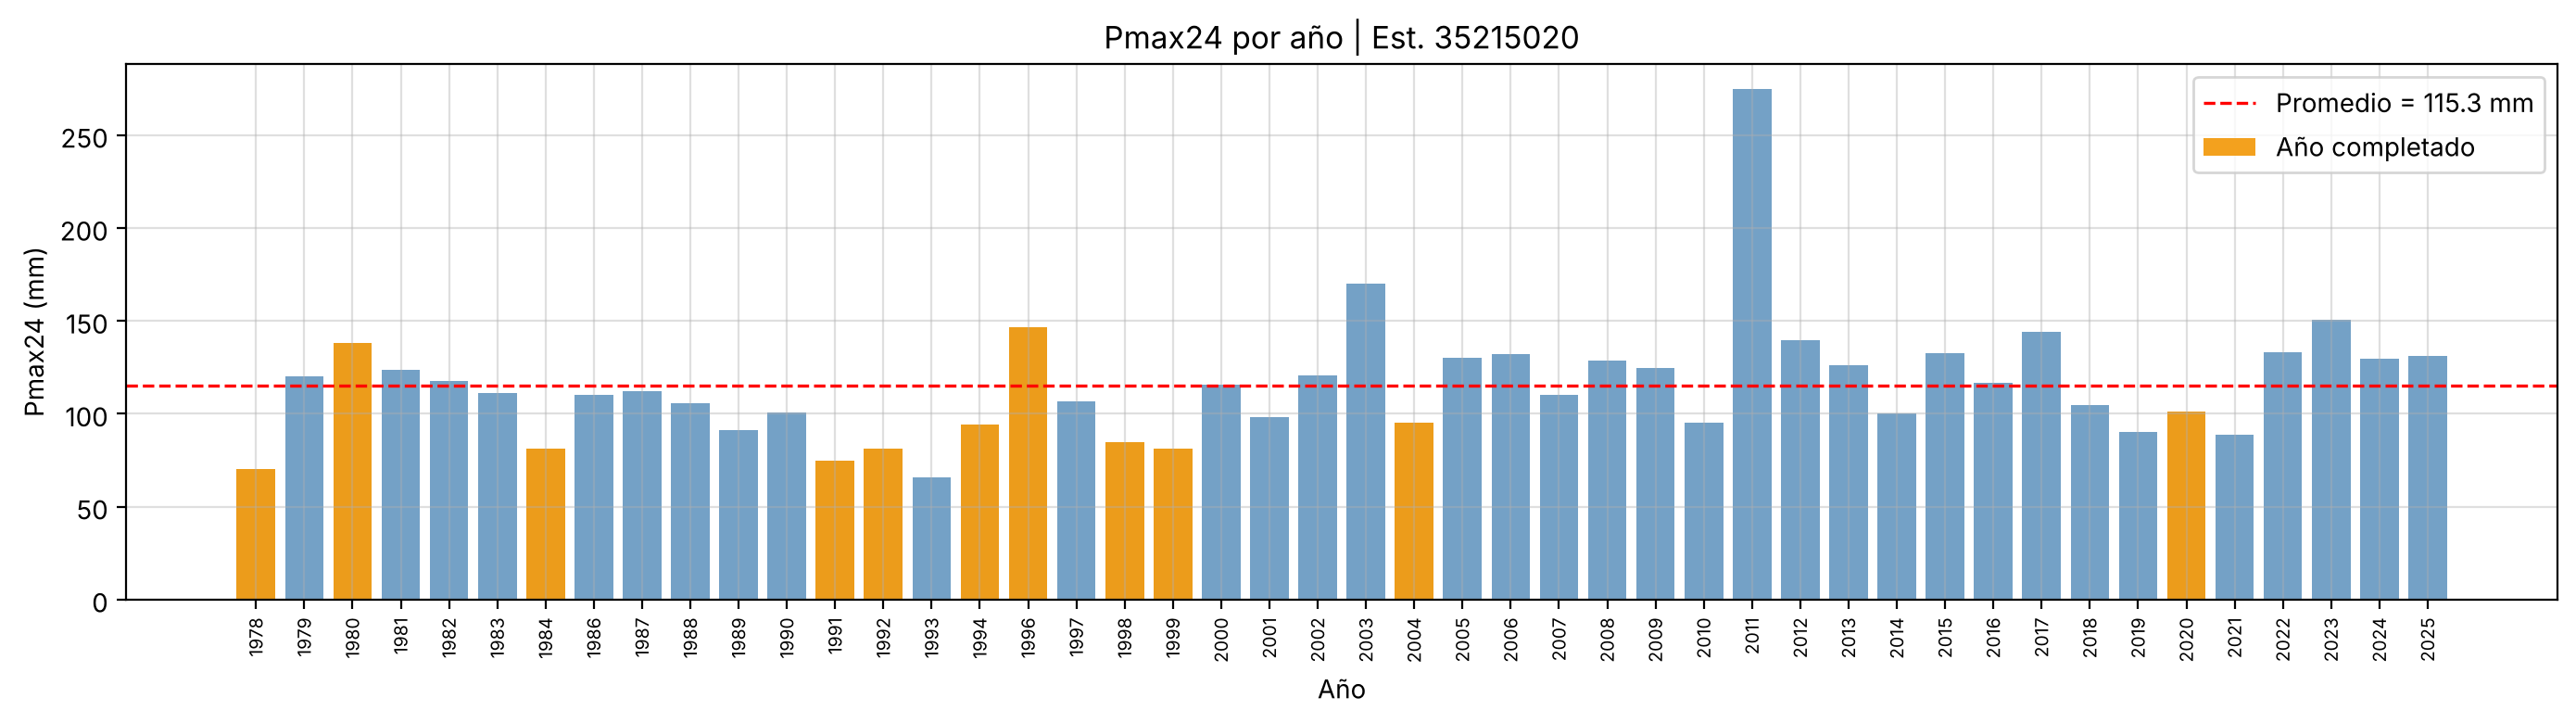 Pmax24 por año | Est. 35215020
Promedio = 115.3 mm
Año completado
Pmax24 (mm)
250
200
150
100
50
0
1978 1979 1980 1981 1982 1983 1984 1986 1987 1988 1989 1990 1991 1992 1993 1994 1996 1997 1998 1999 2000 2001 2002 2003 2004 2005 2006 2007 2008 2009 2010 2011 2012 2013 2014 2015 2016 2017 2018 2019 2020 2021 2022 2023 2024 2025
Año